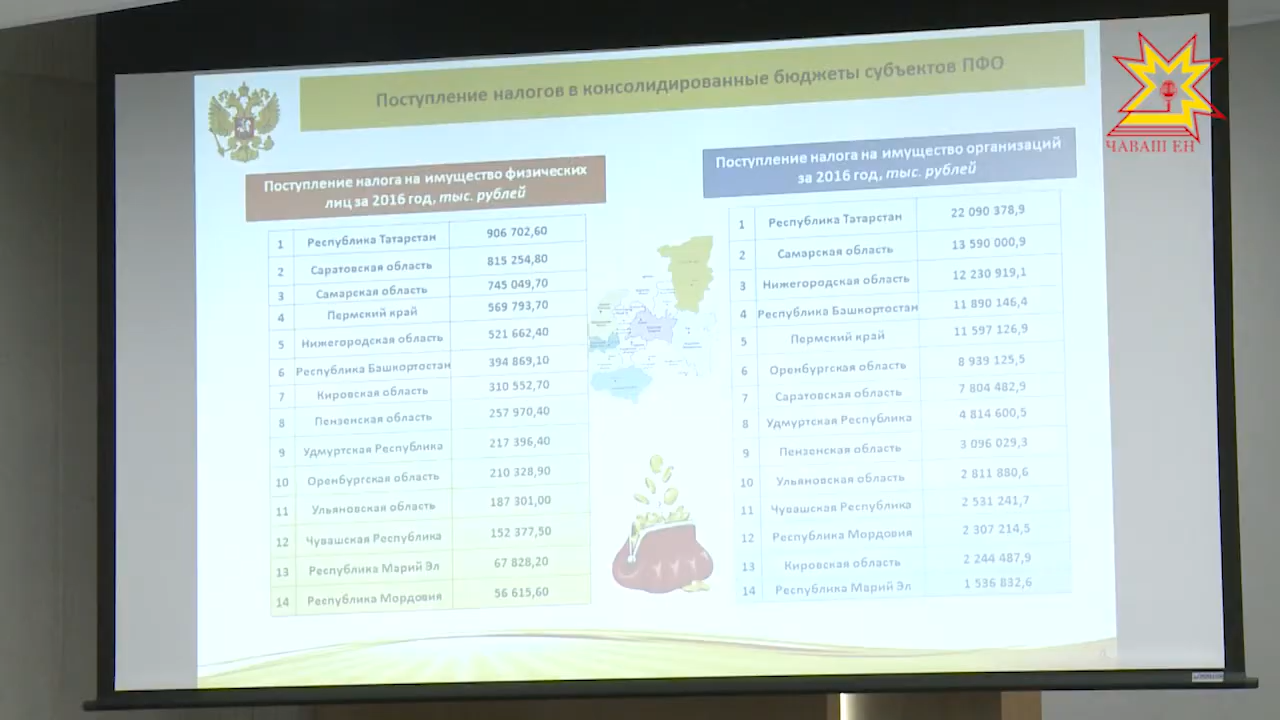 Поступление налогов в консолидированные бюджеты субъектов ПФО
ЧАВАШ ЕН
Поступление налога на имущество физических
лиц за 2016 год, тыс. рублей
1 Республика Татарстан 906 702,60
2 Саратовская область 815 254,80
3 Самарская область 745 049,70
4 Пермский край 569 793,70
5 Нижегородская область 521 662,40
6 Республика Башкортостан 394 869,10
7 Кировская область 310 552,70
8 Пензенская область 257 970,40
9 Удмуртская Республика 217 396,40
10 Оренбургская область 210 328,90
11 Ульяновская область 187 301,00
12 Чувашская Республика 152 377,50
13 Республика Марий Эл 67 828,20
14 Республика Мордовия 56 615,60
Поступление налога на имущество организаций
за 2016 год, тыс. рублей
1 Республика Татарстан 22 090 378,9
2 Самарская область 13 590 000,9
3 Нижегородская область 12 230 919,1
4 Республика Башкортостан 11 890 146,4
5 Пермский край 11 597 126,9
6 Оренбургская область 8 939 125,5
7 Саратовская область 7 804 482,9
8 Удмуртская Республика 4 814 600,5
9 Пензенская область 3 096 029,3
10 Ульяновская область 2 811 880,6
11 Чувашская Республика 2 531 241,7
12 Республика Мордовия 2 307 214,5
13 Кировская область 2 244 487,9
14 Республика Марий Эл 1 536 832,6